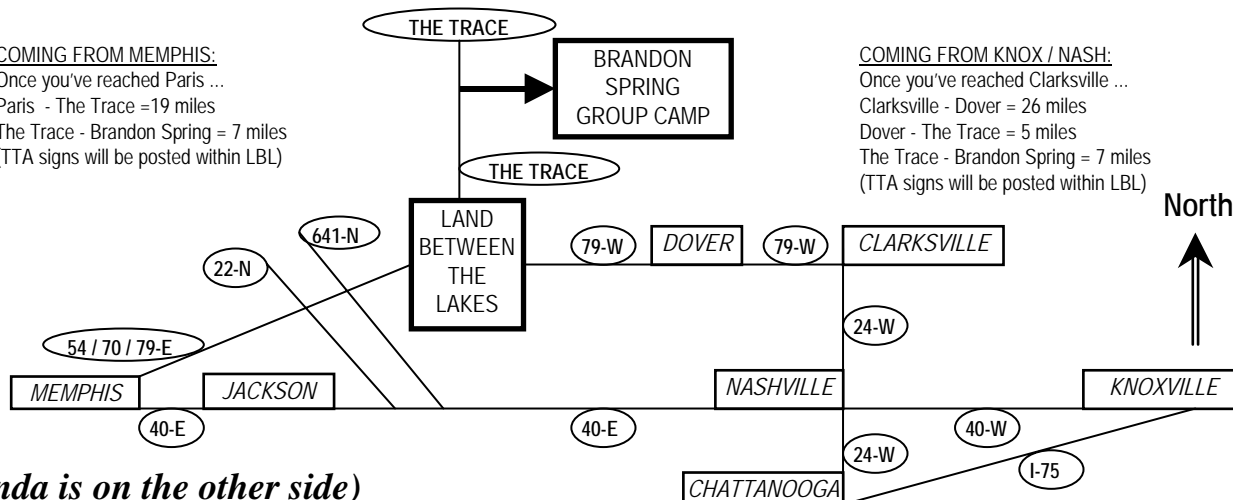 THE TRACE
COMING FROM MEMPHIS:
Once you've reached Paris ...
Paris - The Trace =19 miles
The Trace - Brandon Spring = 7 miles
(TTA signs will be posted within LBL)
BRANDON
SPRING
GROUP CAMP
COMING FROM KNOX / NASH:
Once you've reached Clarksville ...
Clarksville - Dover = 26 miles
Dover - The Trace = 5 miles
The Trace - Brandon Spring = 7 miles
(TTA signs will be posted within LBL)
THE TRACE
North
LAND
BETWEEN
THE
LAKES
641-N
22-N
79-W
DOVER
79-W
CLARKSVILLE
54 / 70 / 79-E
24-W
MEMPHIS
JACKSON
NASHVILLE
KNOXVILLE
40-E
40-E
40-W
24-W
I-75
CHATTANOOGA
is on the other side)